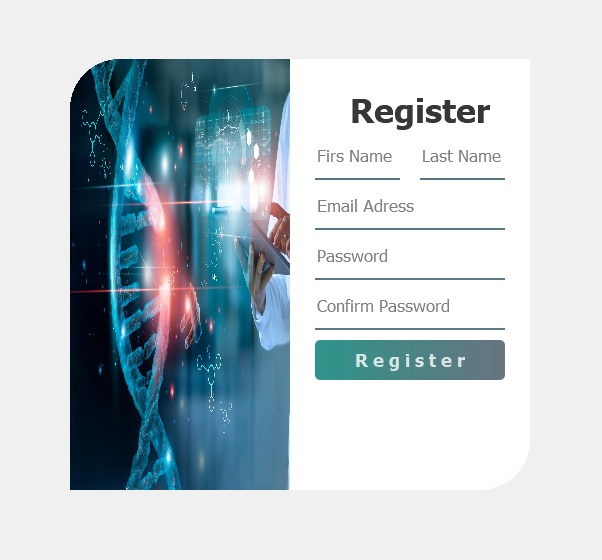 Register
Firs Name Last Name
Email Adress
Password
Confirm Password
Register